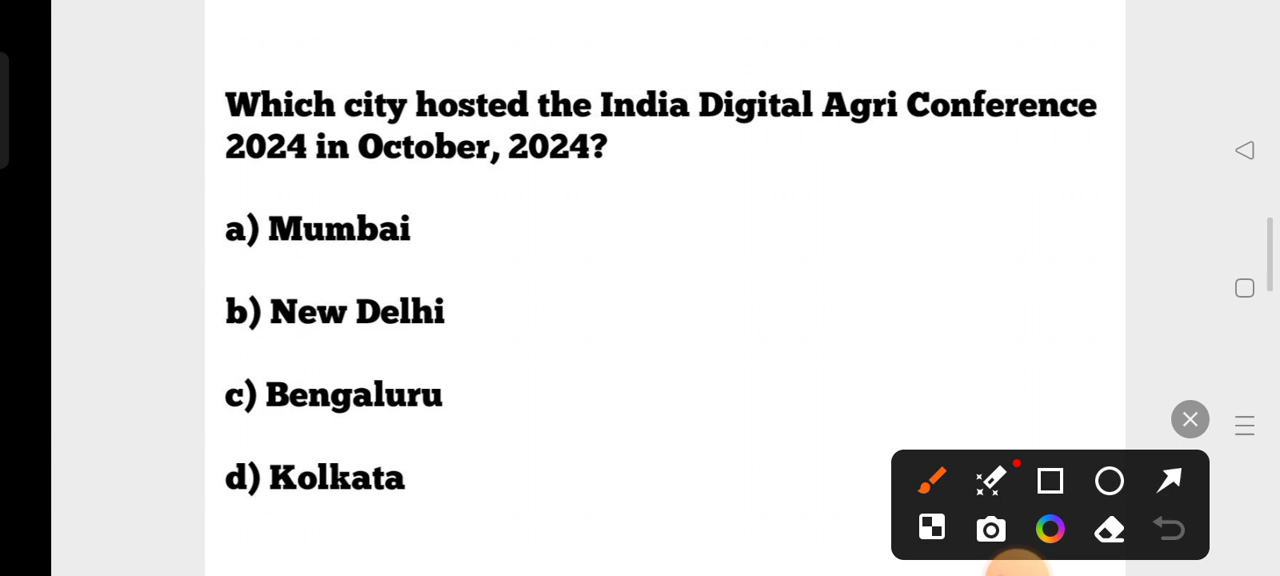 Which city hosted the India Digital Agri Conference
2024 in October, 2024?
a) Mumbai
b) New Delhi
c) Bengaluru
d) Kolkata